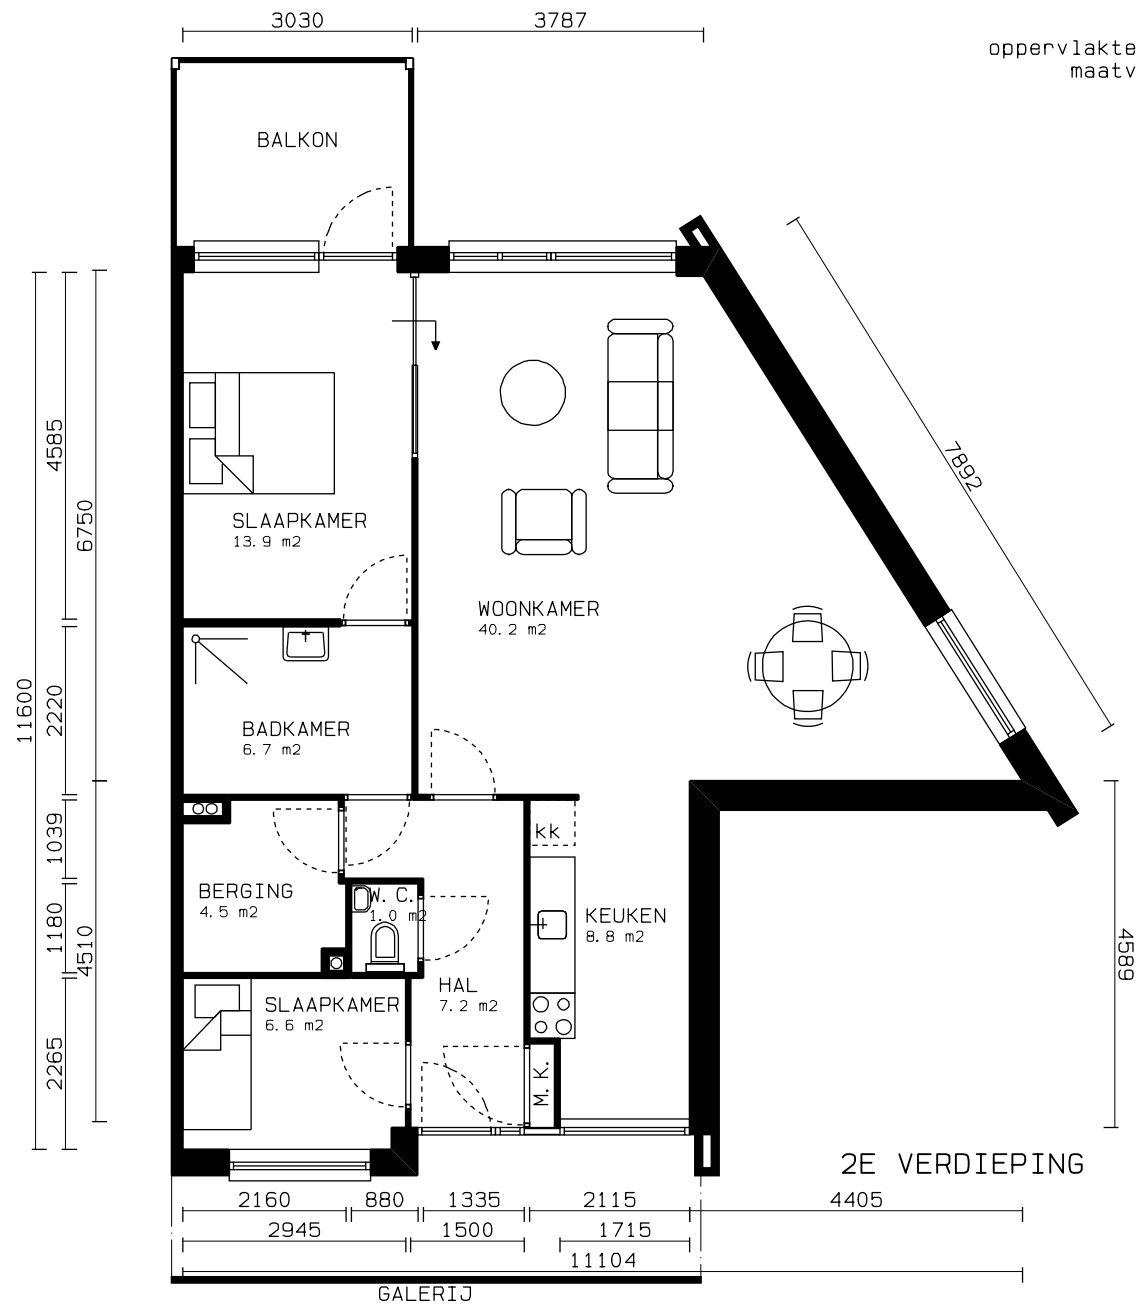 3030
3787
oppervlakte
maatv
BALKON
7892
4585
6750
SLAAPKAMER
13.9 m2
WOONKAMER
40.2 m2
11600
2220
BADKAMER
6.7 m2
1039
kk
BERGING
4.5 m2
W.C.
1.0 m2
KEUKEN
8.8 m2
1180
4510
4589
HAL
7.2 m2
SLAAPKAMER
6.6 m2
2265
M.K.
2E VERDIEPING
2160
880
1335
2115
4405
2945
1500
1715
11104
GALERIJ